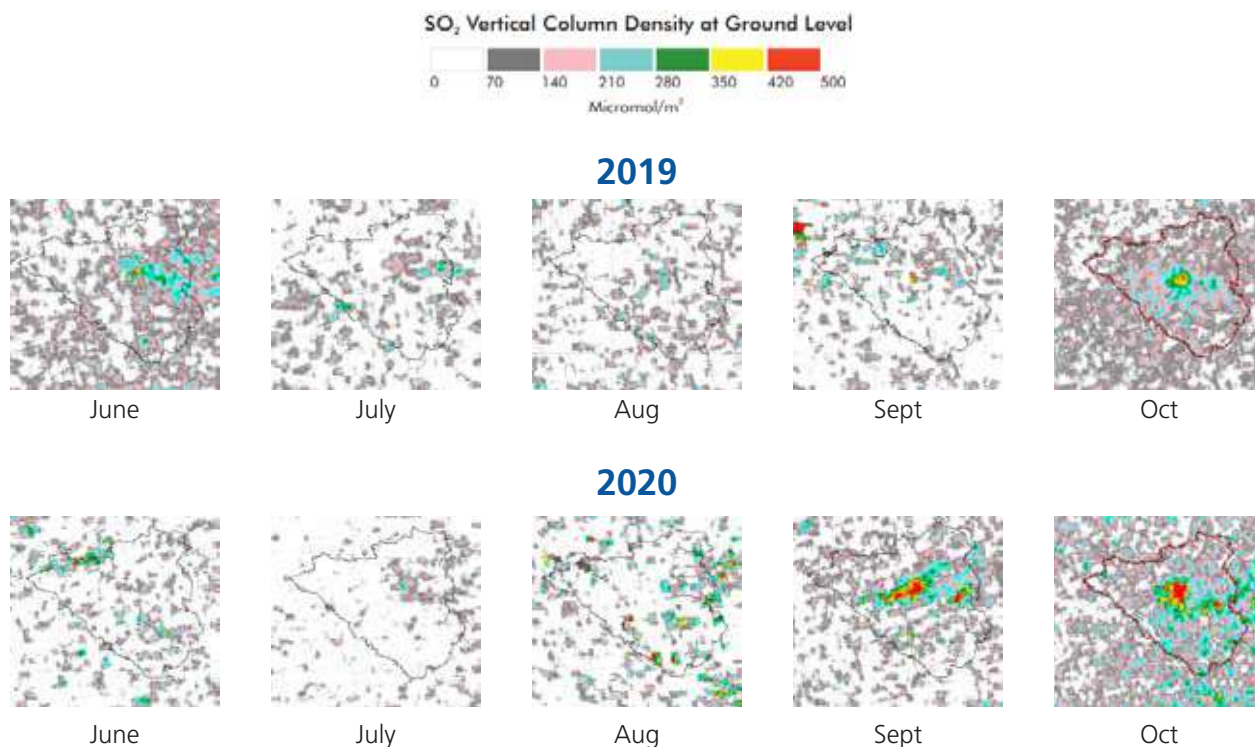 SO₂ Vertical Column Density at Ground Level
0 70 140 210 280 350 420 500
Micromol/m²
2019
June July Aug Sept Oct
2020
June July Aug Sept Oct